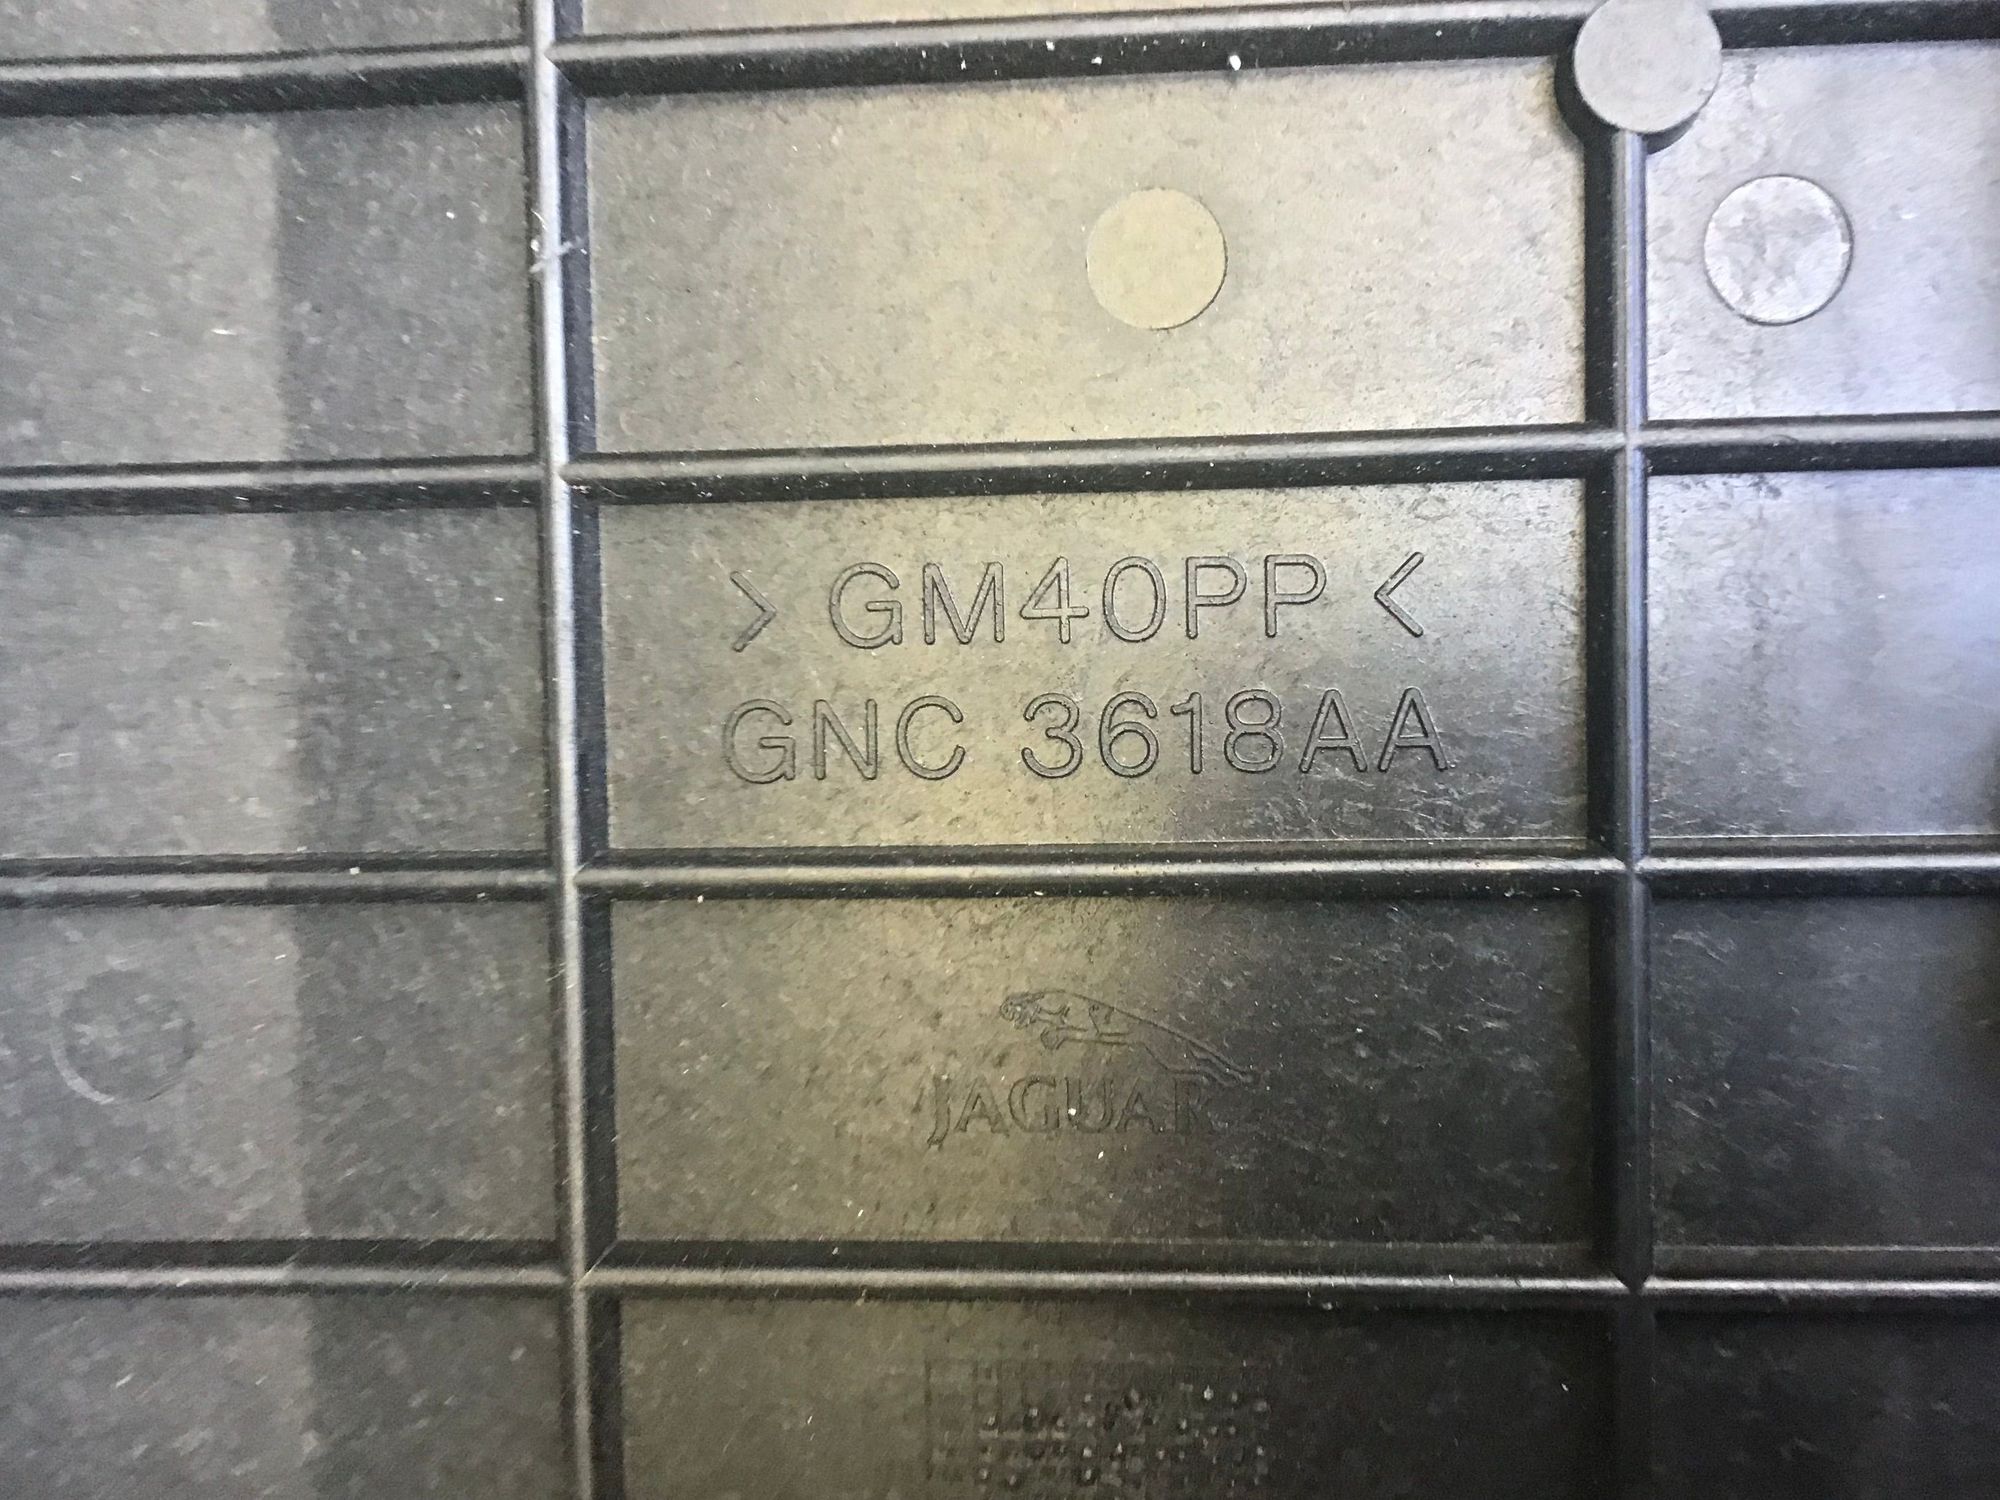 > GM40PP <
GNC 3618AA
JAGUAR